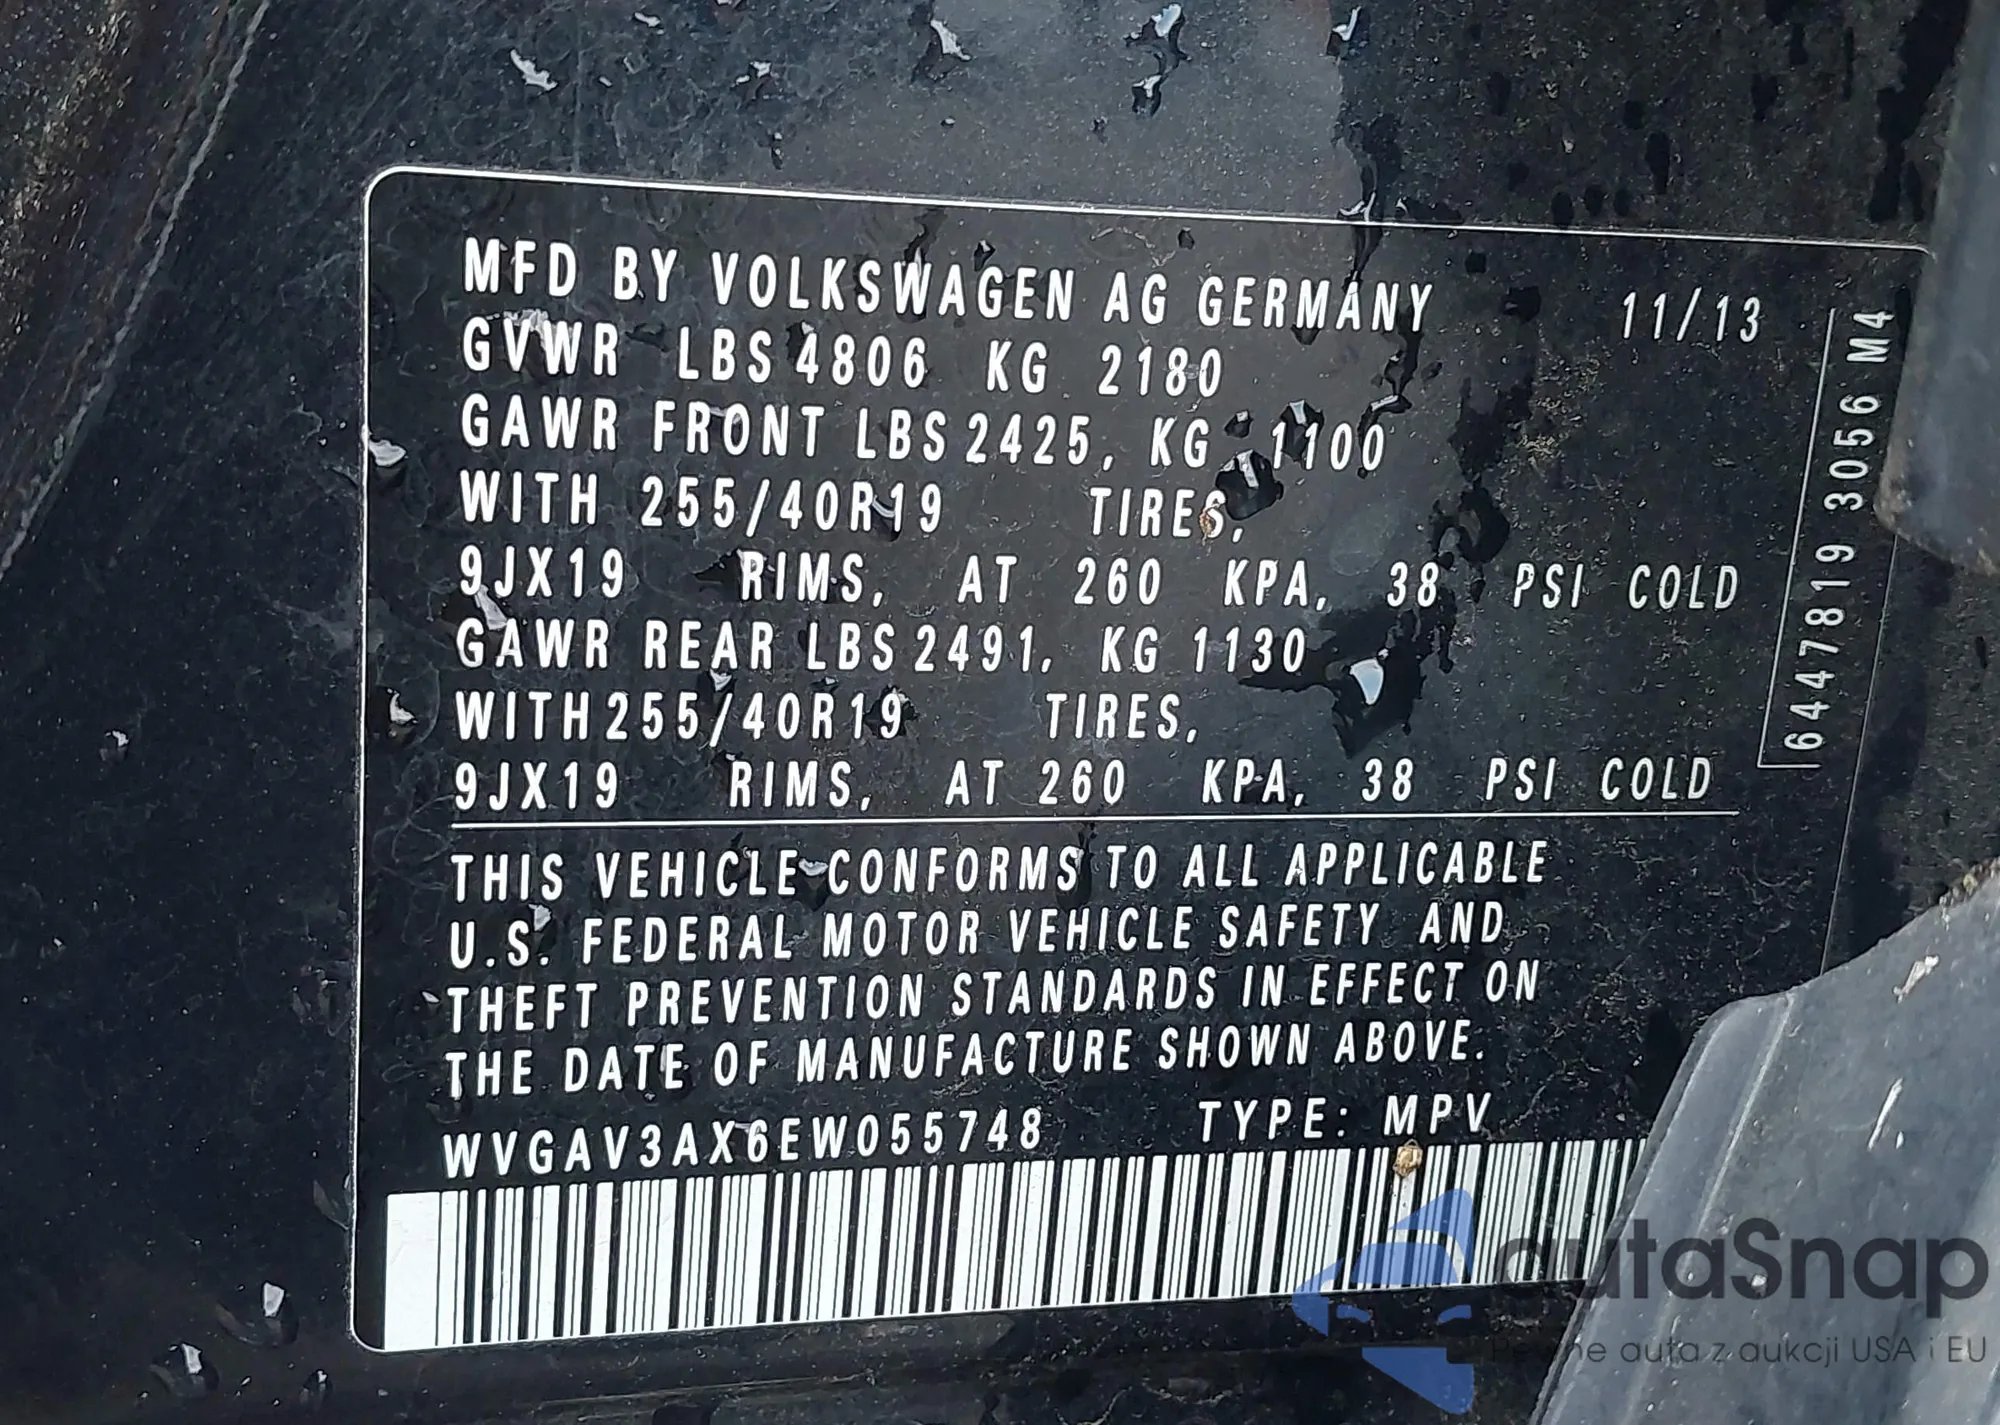 MFD BY VOLKSWAGEN AG GERMANY 11/13
GVWR LBS 4806 KG 2180
GAWR FRONT LBS 2425, KG 1100
WITH 255/40R19 TIRES,
9JX19 RIMS, AT 260 KPA, 38 PSI COLD
GAWR REAR LBS 2491, KG 1130
WITH255/40R19 TIRES,
9JX19 RIMS, AT 260 KPA, 38 PSI COLD
THIS VEHICLE CONFORMS TO ALL APPLICABLE
U.S. FEDERAL MOTOR VEHICLE SAFETY AND
THEFT PREVENTION STANDARDS IN EFFECT ON
THE DATE OF MANUFACTURE SHOWN ABOVE.
WVGAV3AX6EW055748 TYPE: MPV
6447819 3056 M4
autaSnap
Pewne auta z aukcji USA i EU